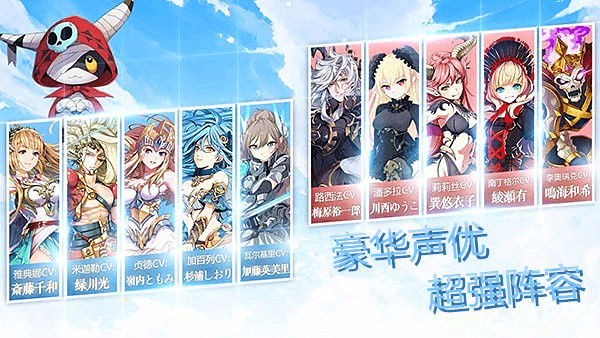 雅典娜CV:
斎藤千和
米迦勒CV:
绿川光
贞德CV:
嶺内ともみ
加百列CV:
杉浦しおり
瓦尔基里CV:
加藤英美里
路西法CV:
梅原裕一郎
潘多拉CV:
川西ゆうこ
莉莉丝CV:
巽悠衣子
南丁格尔CV:
綾瀬有
李奥瑞克CV:
鳴海和希
豪华声优
超强阵容